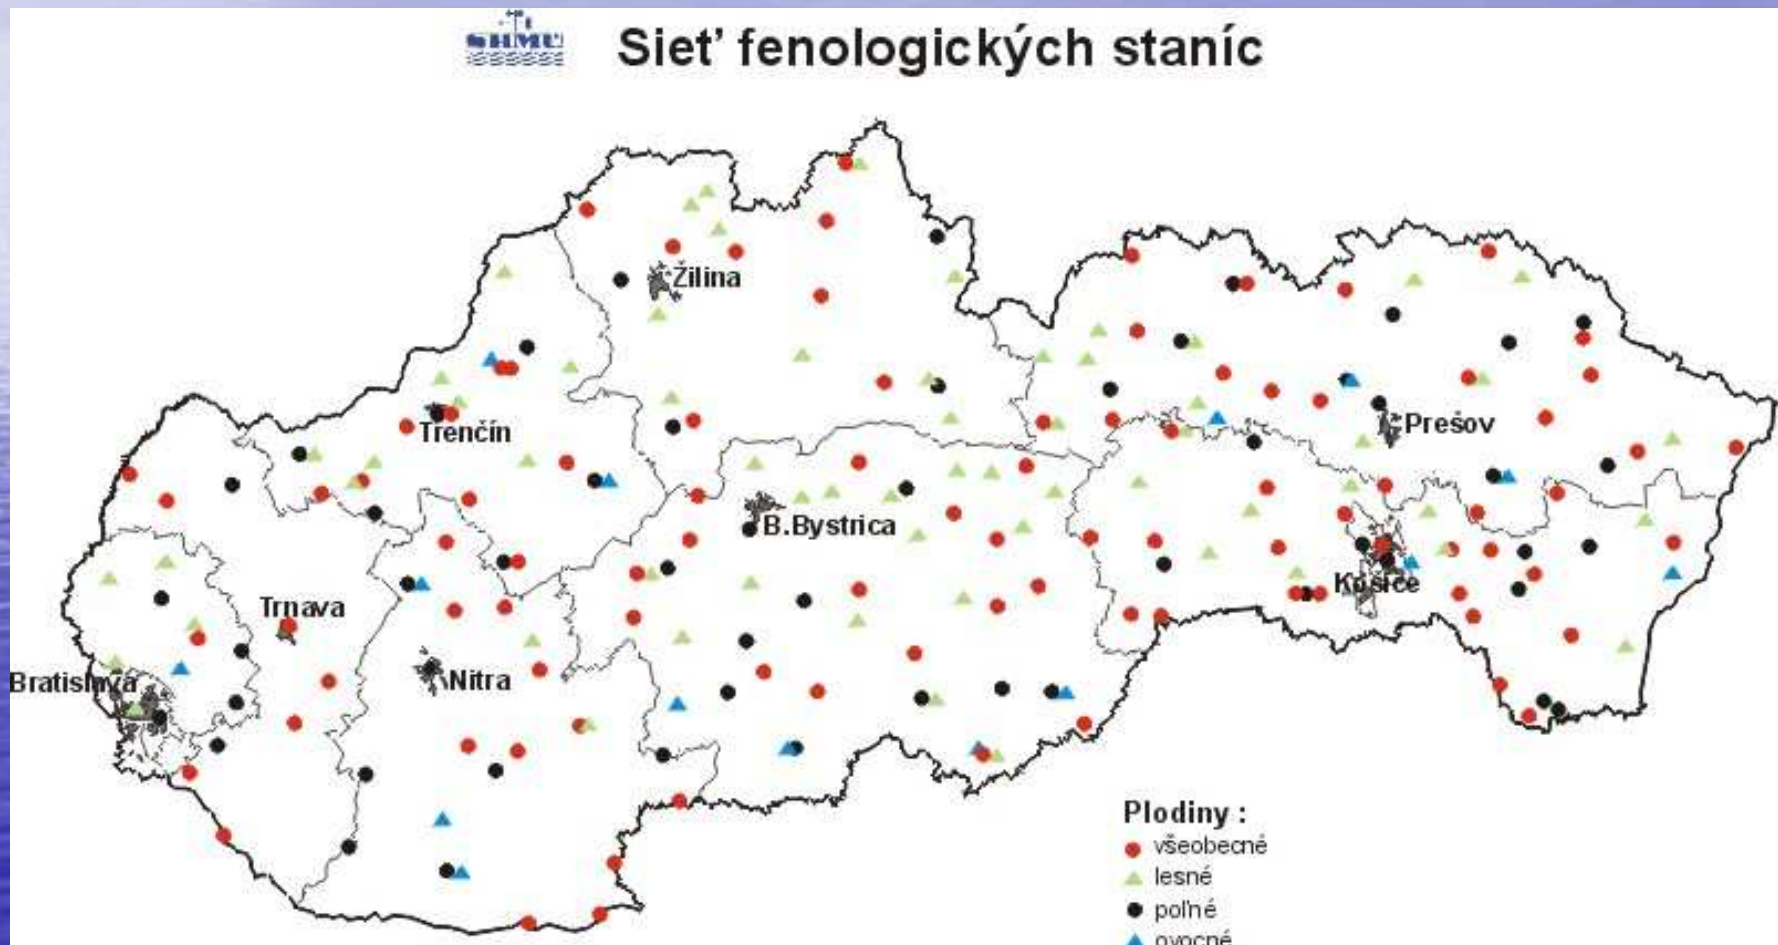 SHMÚ
Sieť fenologických staníc
Žilina
Trenčín
Prešov
B.Bystrica
Košice
Trnava
Nitra
Bratislava
Plodiny :
všeobecné
lesné
poľné
ovocné